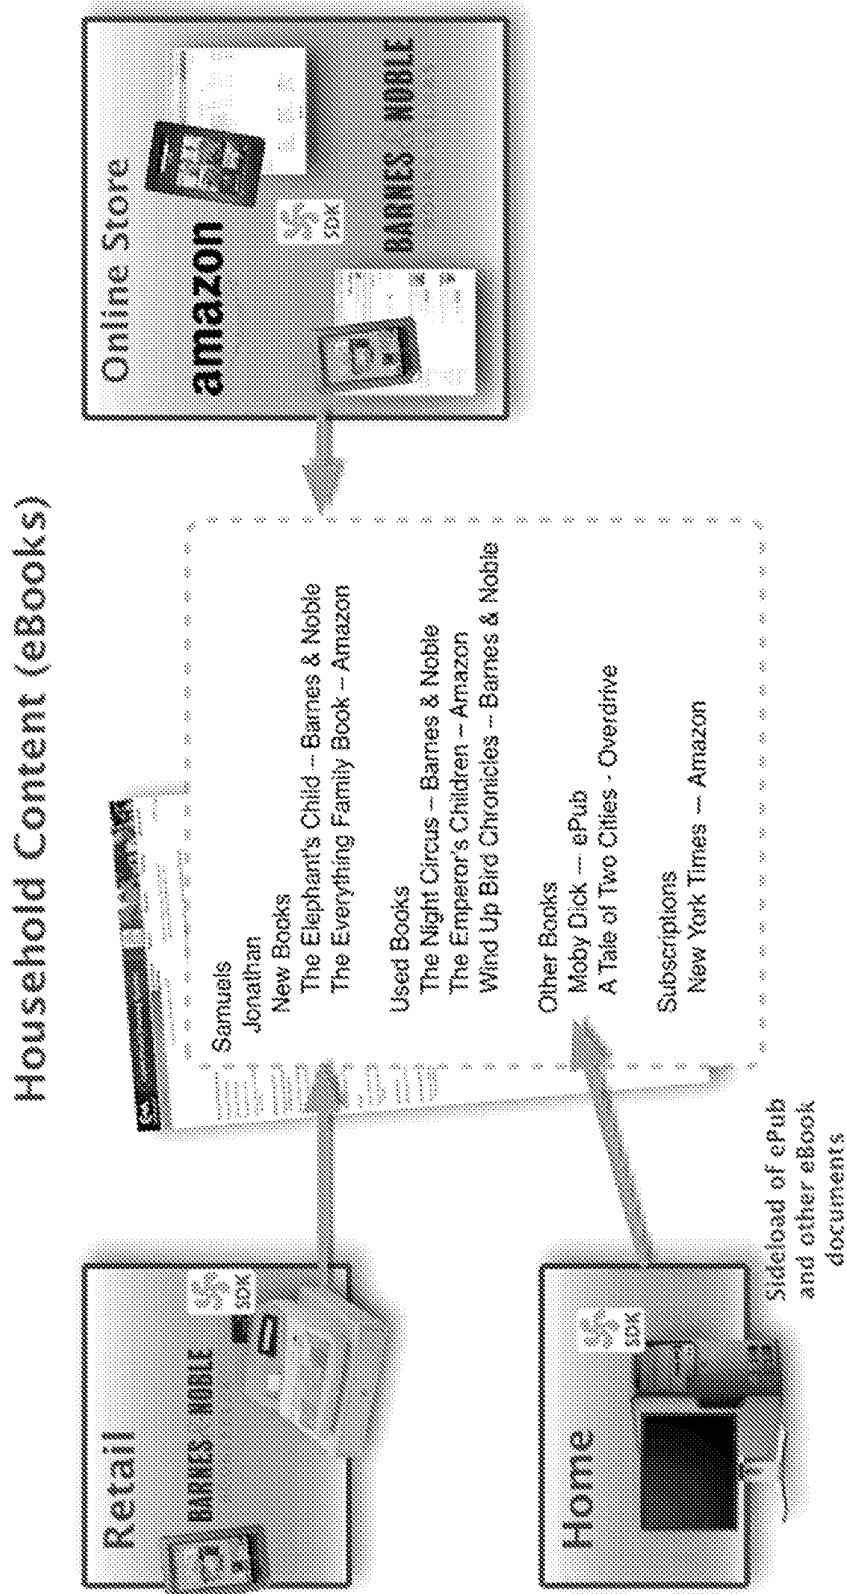 Household Content (eBooks)
Retail
BARNES NOBLE
SDK
Home
SDK
Sideload of ePub
and other eBook
documents
Samuels
Jonathan
New Books
The Elephant's Child – Barnes & Noble
The Everything Family Book – Amazon
Used Books
The Night Circus – Barnes & Noble
The Emperor's Children – Amazon
Wind Up Bird Chronicles – Barnes & Noble
Other Books
Moby Dick — ePub
A Tale of Two Cities - Overdrive
Subscriptions
New York Times — Amazon
Online Store
amazon
SDK
BARNES NOBLE